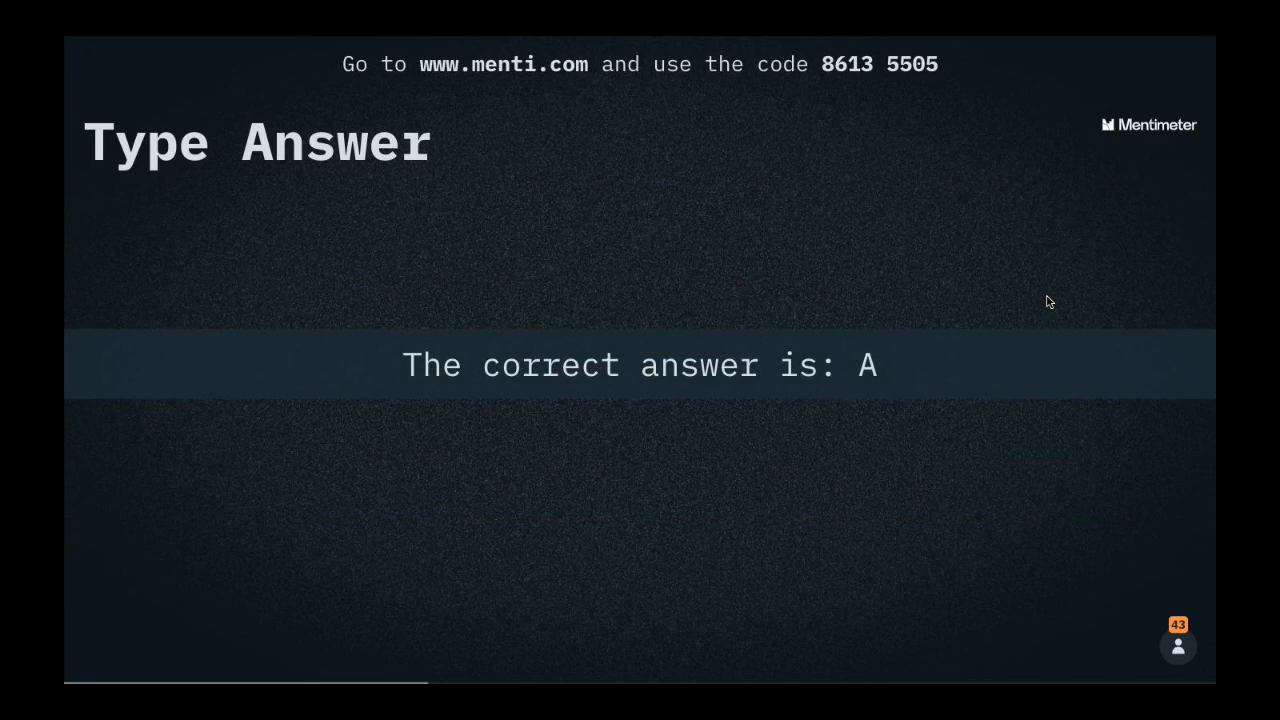 Go to www.menti.com and use the code 8613 5505
Type Answer
Mentimeter
The correct answer is: A
43